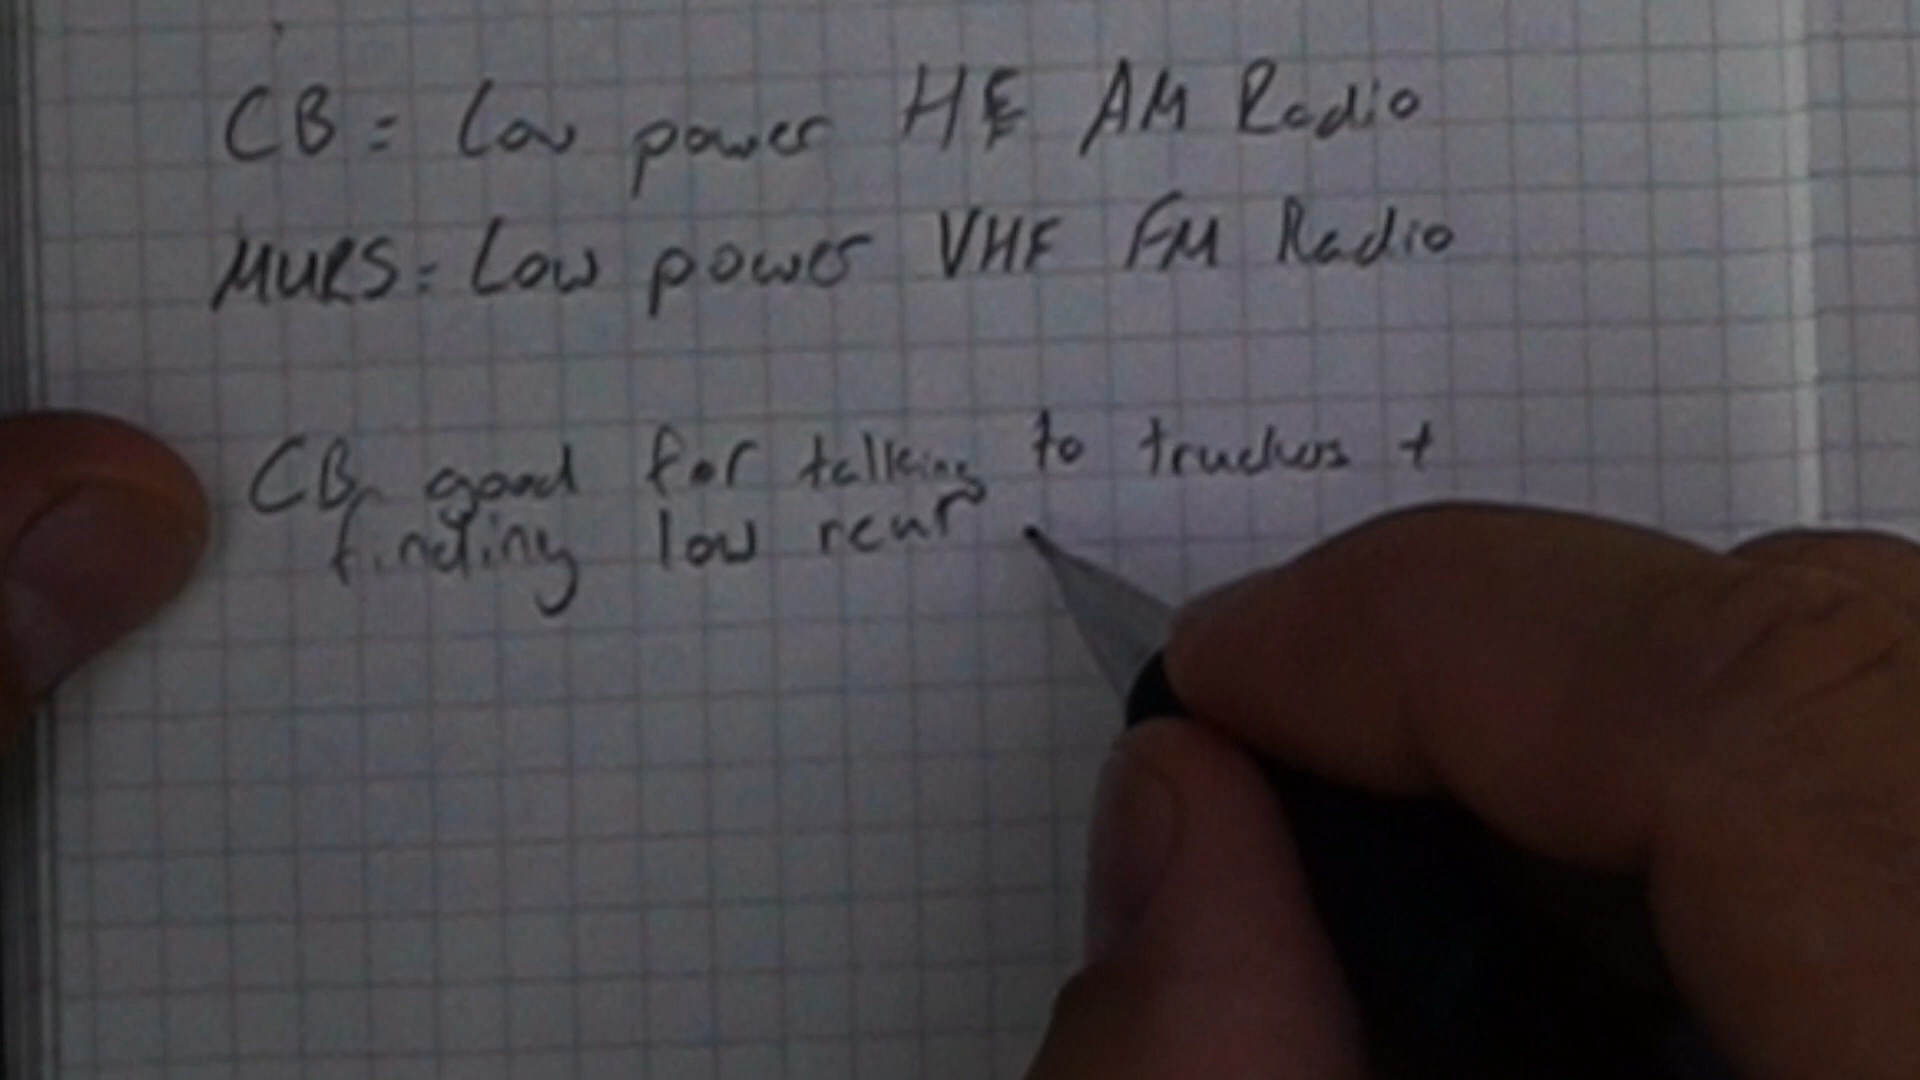 CB = Low power HF AM Radio
MURS = Low power VHF FM Radio
CB good for talking to truckers +
finding low